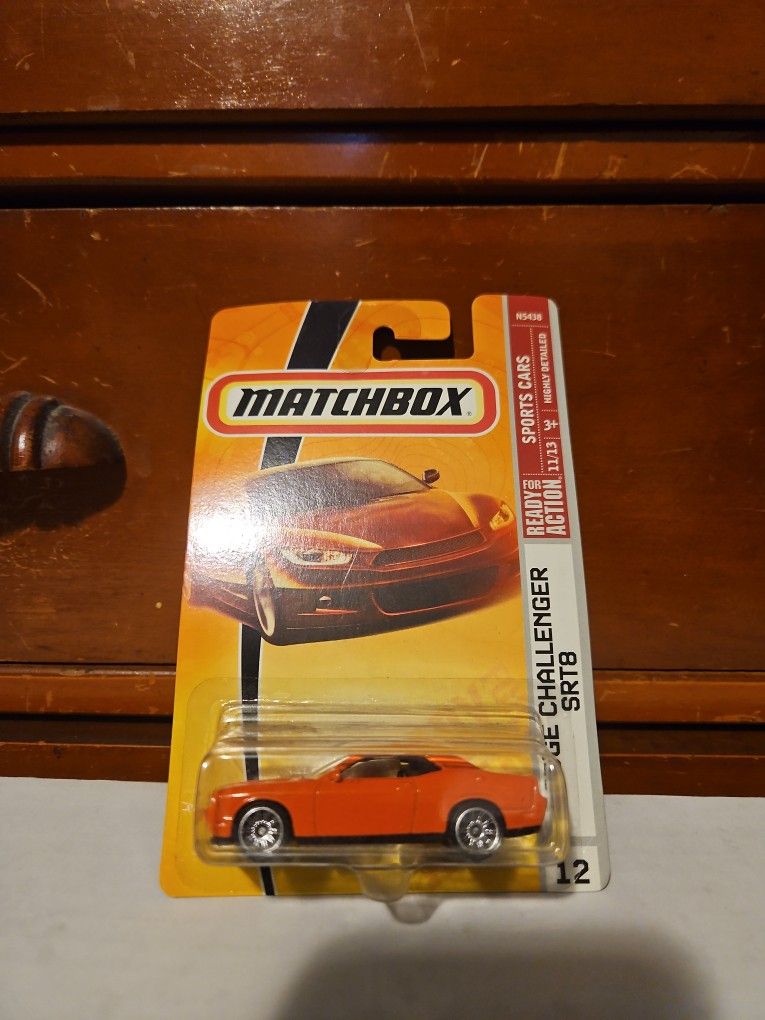 MATCHBOX®
N5438
SPORTS CARS
HIGHLY DETAILED
11/13 3+
READY FOR
ACTION®
GE CHALLENGER
SRT8
12